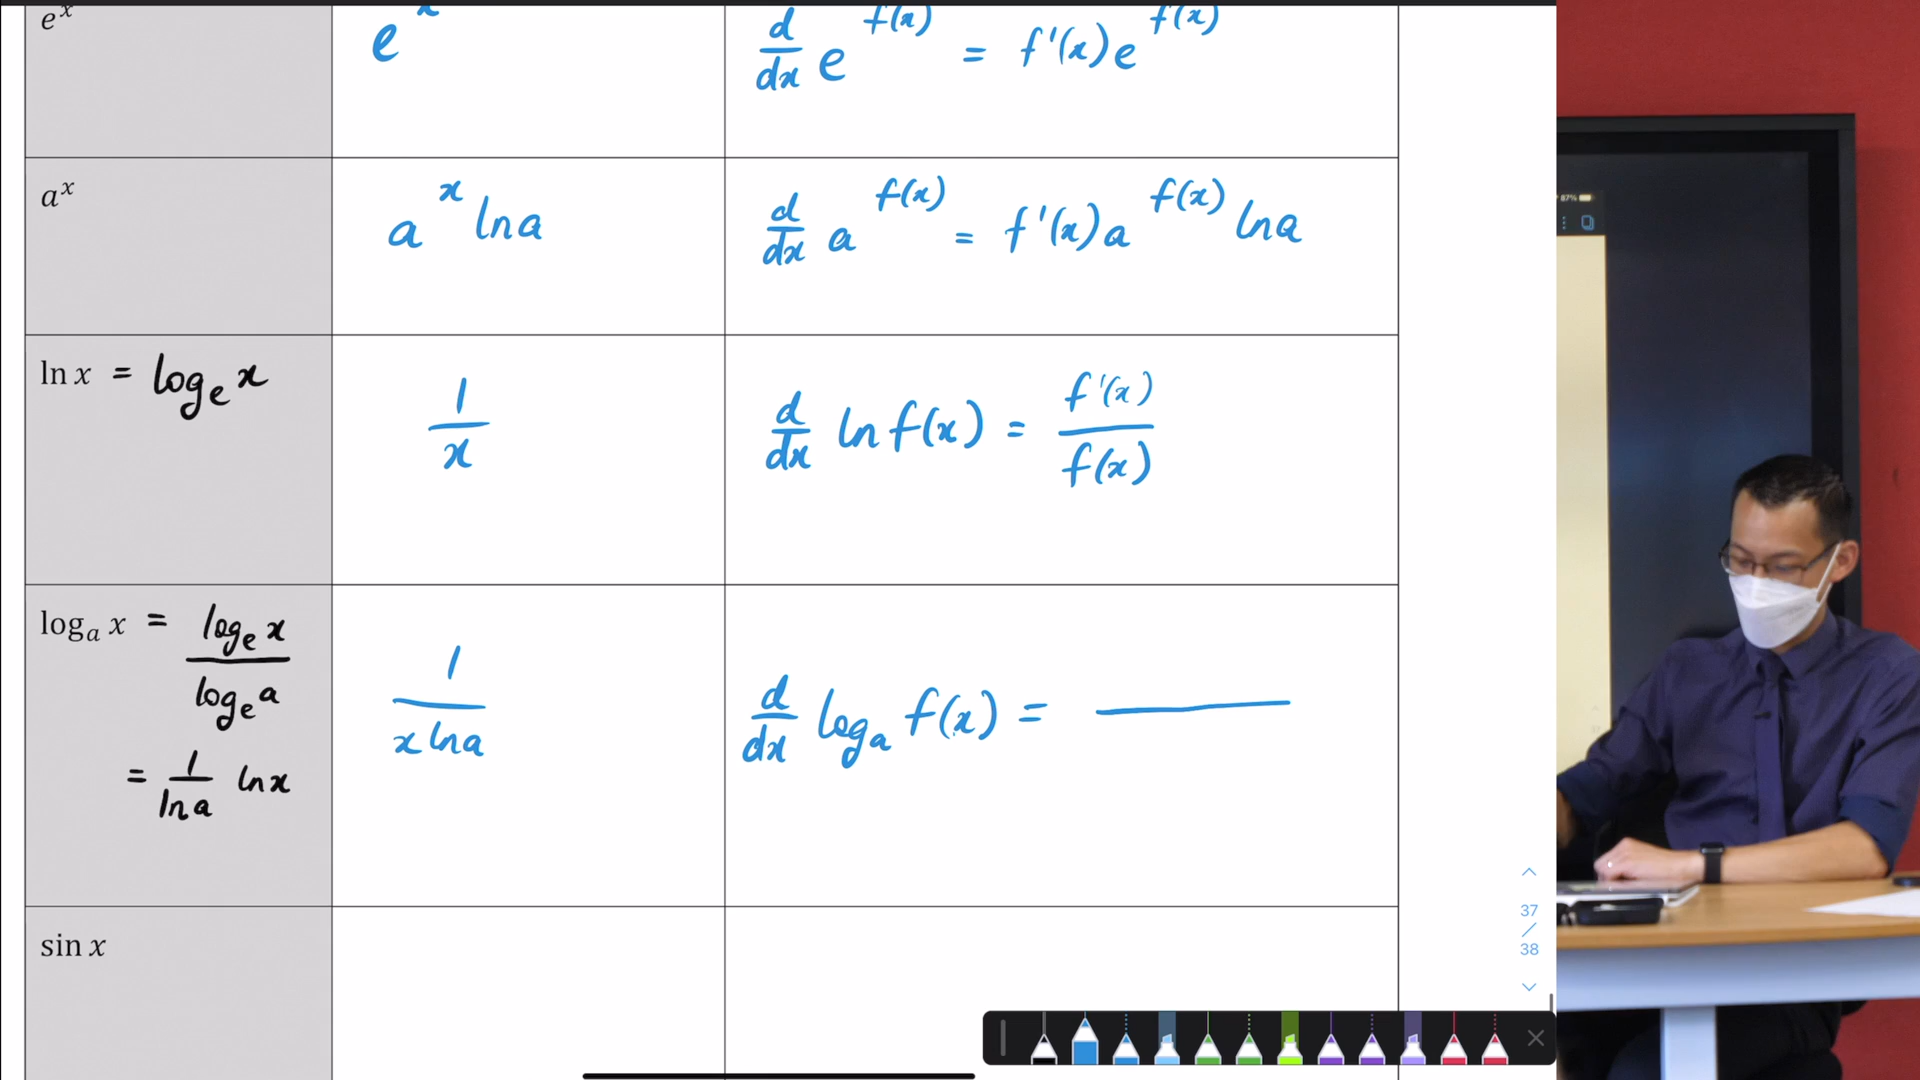 e^x
e^x
d/dx e^f(x) = f'(x)e^f(x)
a^x
a^x ln a
d/dx a^f(x) = f'(x)a^f(x) ln a
ln x = log_e x
1/x
d/dx ln f(x) = f'(x)/f(x)
log_a x = log_e x / log_e a
= 1/ln a ln x
1/(x ln a)
d/dx log_a f(x) =
sin x
37
/
38
87%